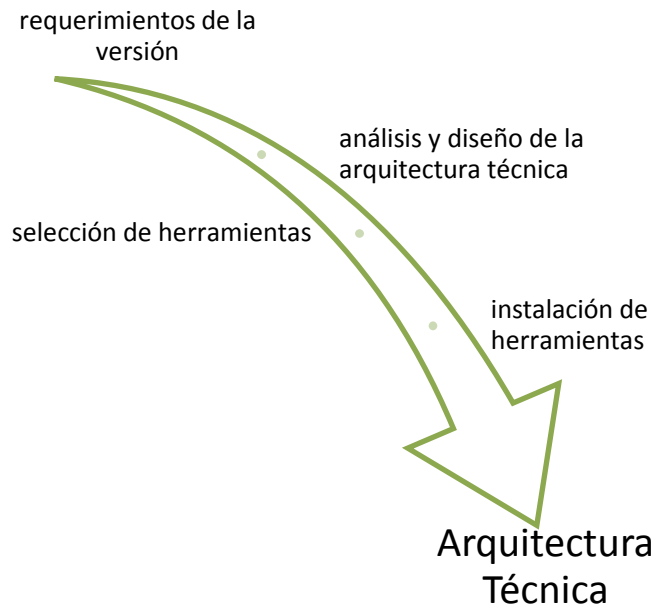 requerimientos de la
versión
análisis y diseño de la
arquitectura técnica
selección de herramientas
instalación de
herramientas
Arquitectura
Técnica